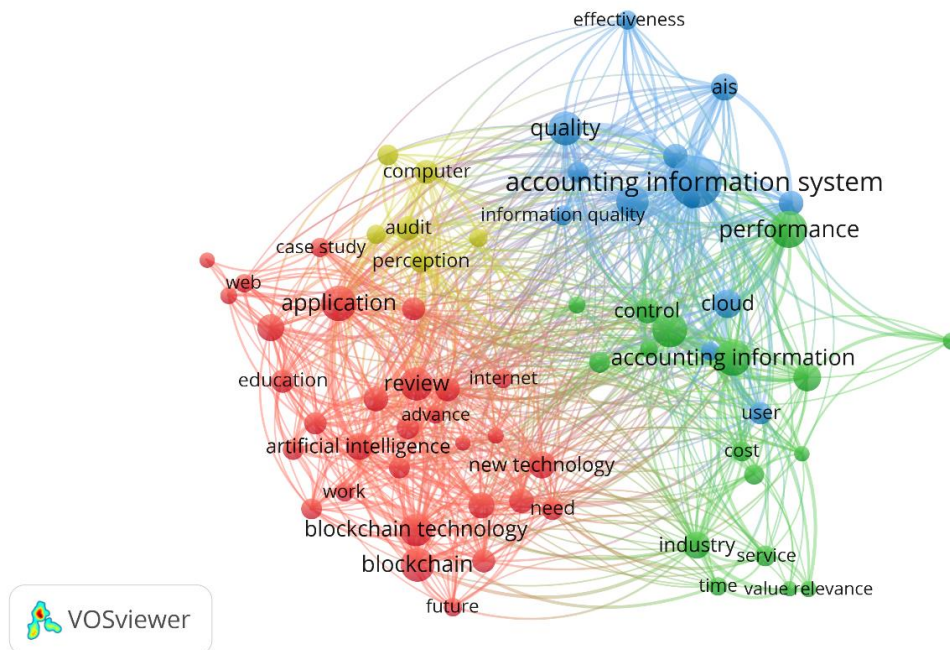 effectiveness
ais
quality
computer
accounting information system
information quality
audit
performance
case study
perception
web
application
control
cloud
accounting information
education
review
internet
advance
user
artificial intelligence
cost
new technology
work
need
blockchain technology
industry
service
blockchain
time
value relevance
future
VOSviewer